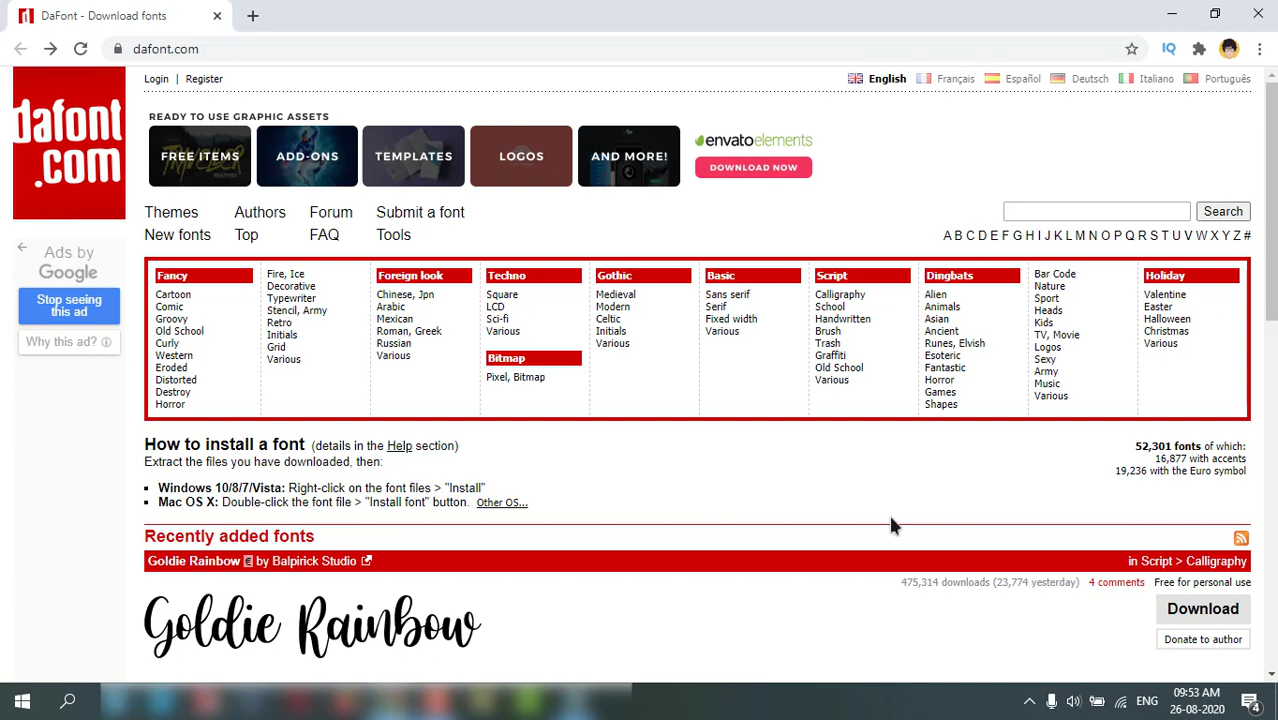 DaFont - Download fonts
dafont.com
Login | Register
English Français Español Deutsch Italiano Português
dafont
.com
READY TO USE GRAPHIC ASSETS
FREE ITEMS ADD-ONS TEMPLATES LOGOS AND MORE!
envatoelements
DOWNLOAD NOW
Themes Authors Forum Submit a font
New fonts Top FAQ Tools
Search
A B C D E F G H I J K L M N O P Q R S T U V W X Y Z #
Ads by
Google
Stop seeing
this ad
Why this ad?
Fancy
Cartoon
Comic
Groovy
Old School
Curly
Western
Eroded
Distorted
Destroy
Horror
Fire, Ice
Decorative
Typewriter
Stencil, Army
Retro
Initials
Grid
Various
Foreign look
Chinese, Jpn
Arabic
Mexican
Roman, Greek
Russian
Various
Techno
Square
LCD
Sci-fi
Various
Bitmap
Pixel, Bitmap
Gothic
Medieval
Modern
Celtic
Initials
Various
Basic
Sans serif
Serif
Fixed width
Various
Script
Calligraphy
School
Handwritten
Brush
Trash
Graffiti
Old School
Various
Dingbats
Alien
Animals
Asian
Ancient
Runes, Elvish
Esoteric
Fantastic
Horror
Games
Shapes
Bar Code
Nature
Sport
Heads
Kids
TV, Movie
Logos
Sexy
Army
Music
Various
Holiday
Valentine
Easter
Halloween
Christmas
Various
How to install a font (details in the Help section)
Extract the files you have downloaded, then:
Windows 10/8/7/Vista: Right-click on the font files > "Install"
Mac OS X: Double-click the font file > "Install font" button. Other OS...
52,301 fonts of which:
16,877 with accents
19,236 with the Euro symbol
Recently added fonts
Goldie Rainbow € by Balpirick Studio in Script > Calligraphy
475,314 downloads (23,774 yesterday) 4 comments Free for personal use
Goldie Rainbow
Download
Donate to author
ENG
09:53 AM
26-08-2020
4